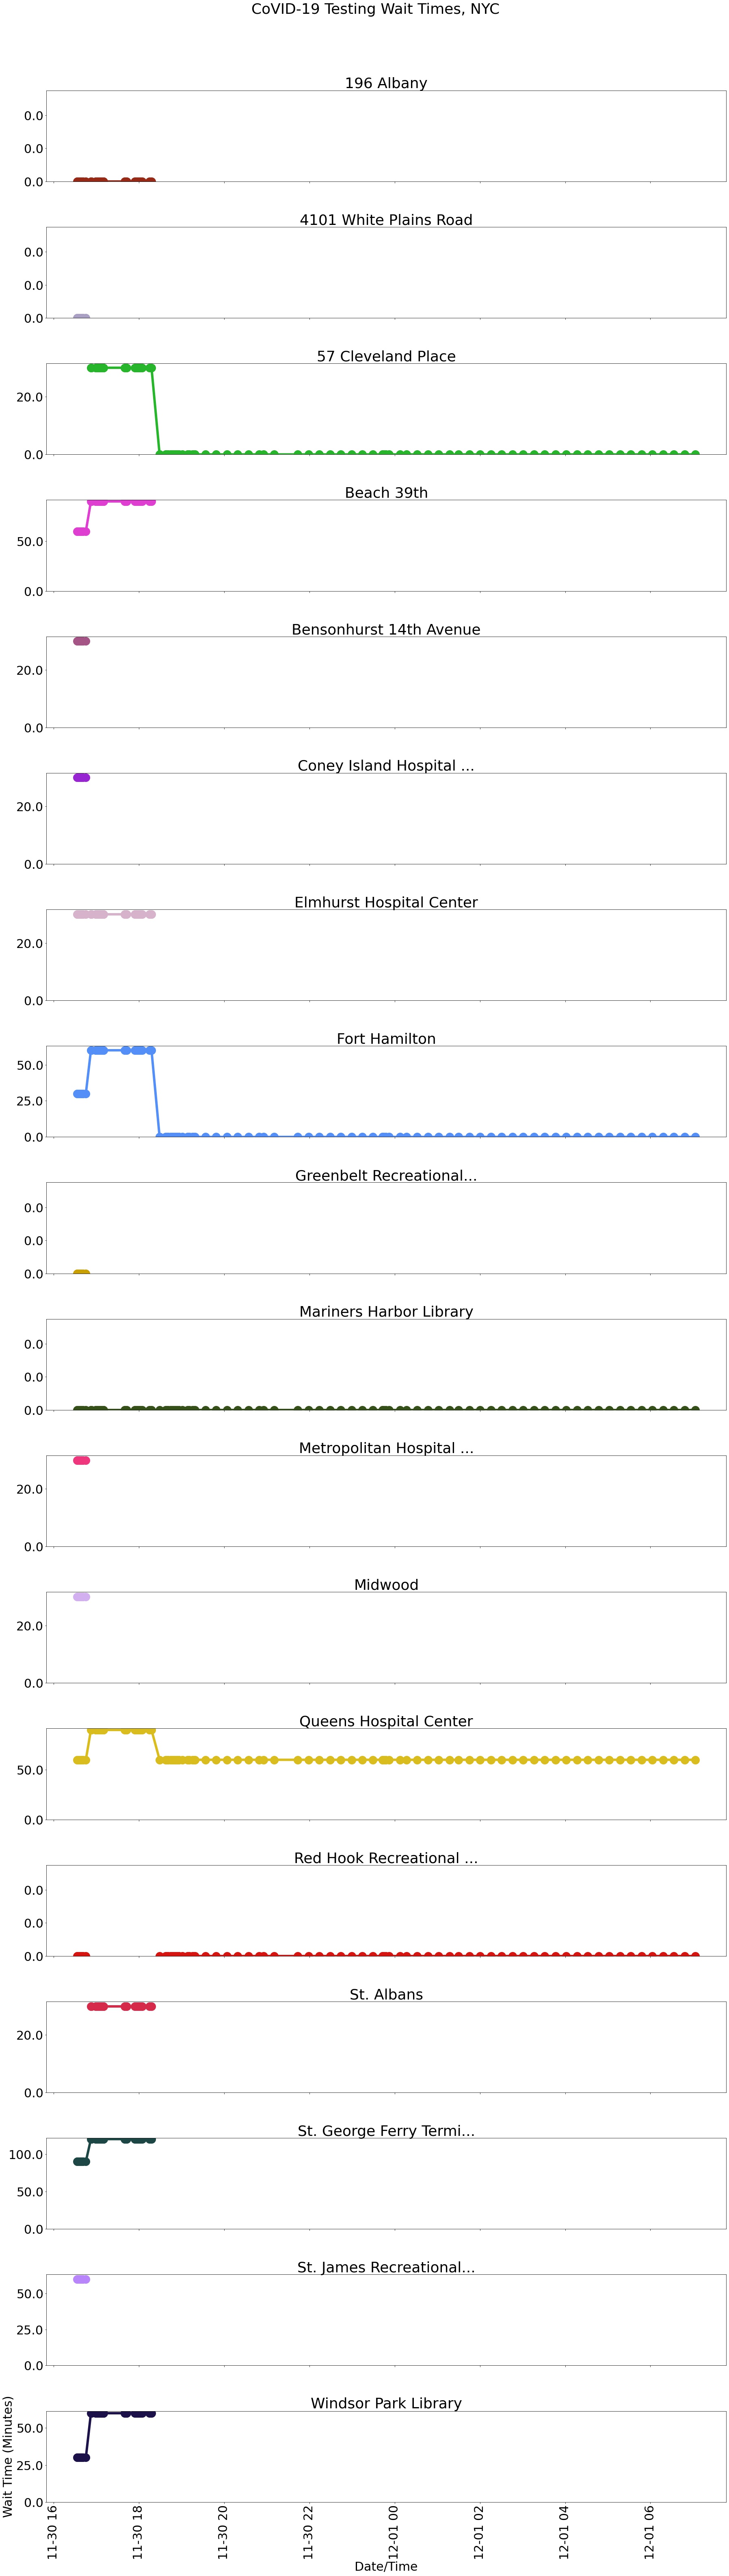 CoVID-19 Testing Wait Times, NYC
196 Albany
0.0
0.0
0.0
4101 White Plains Road
0.0
0.0
0.0
57 Cleveland Place
20.0
0.0
Beach 39th
50.0
0.0
Bensonhurst 14th Avenue
20.0
0.0
Coney Island Hospital ...
20.0
0.0
Elmhurst Hospital Center
20.0
0.0
Fort Hamilton
50.0
25.0
0.0
Greenbelt Recreational...
0.0
0.0
0.0
Mariners Harbor Library
0.0
0.0
0.0
Metropolitan Hospital ...
20.0
0.0
Midwood
20.0
0.0
Queens Hospital Center
50.0
0.0
Red Hook Recreational ...
0.0
0.0
0.0
St. Albans
20.0
0.0
St. George Ferry Termi...
100.0
50.0
0.0
St. James Recreational...
50.0
25.0
0.0
Windsor Park Library
50.0
25.0
0.0
Wait Time (Minutes)
11-30 16
11-30 18
11-30 20
11-30 22
12-01 00
12-01 02
12-01 04
12-01 06
Date/Time